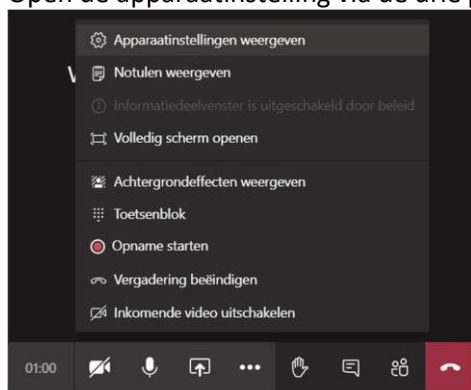 Open de apparaatinstelling via de drie
V
Apparaatinstellingen weergeven
Notulen weergeven
Informatiedeelvenster is uitgeschakeld door beleid
Volledig scherm openen
Achtergrondeffecten weergeven
Toetsenblok
Opname starten
Vergadering beëindigen
Inkomende video uitschakelen
01:00